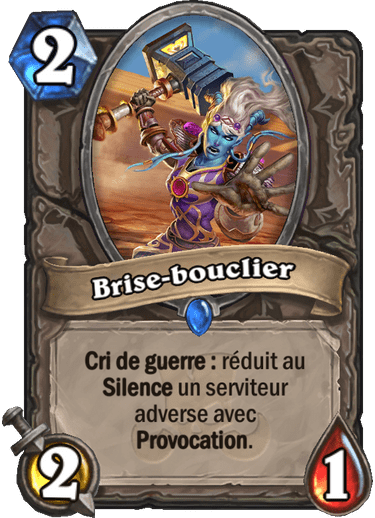 2
Brise-bouclier
Cri de guerre : réduit au
Silence un serviteur
adverse avec
Provocation.
2
1